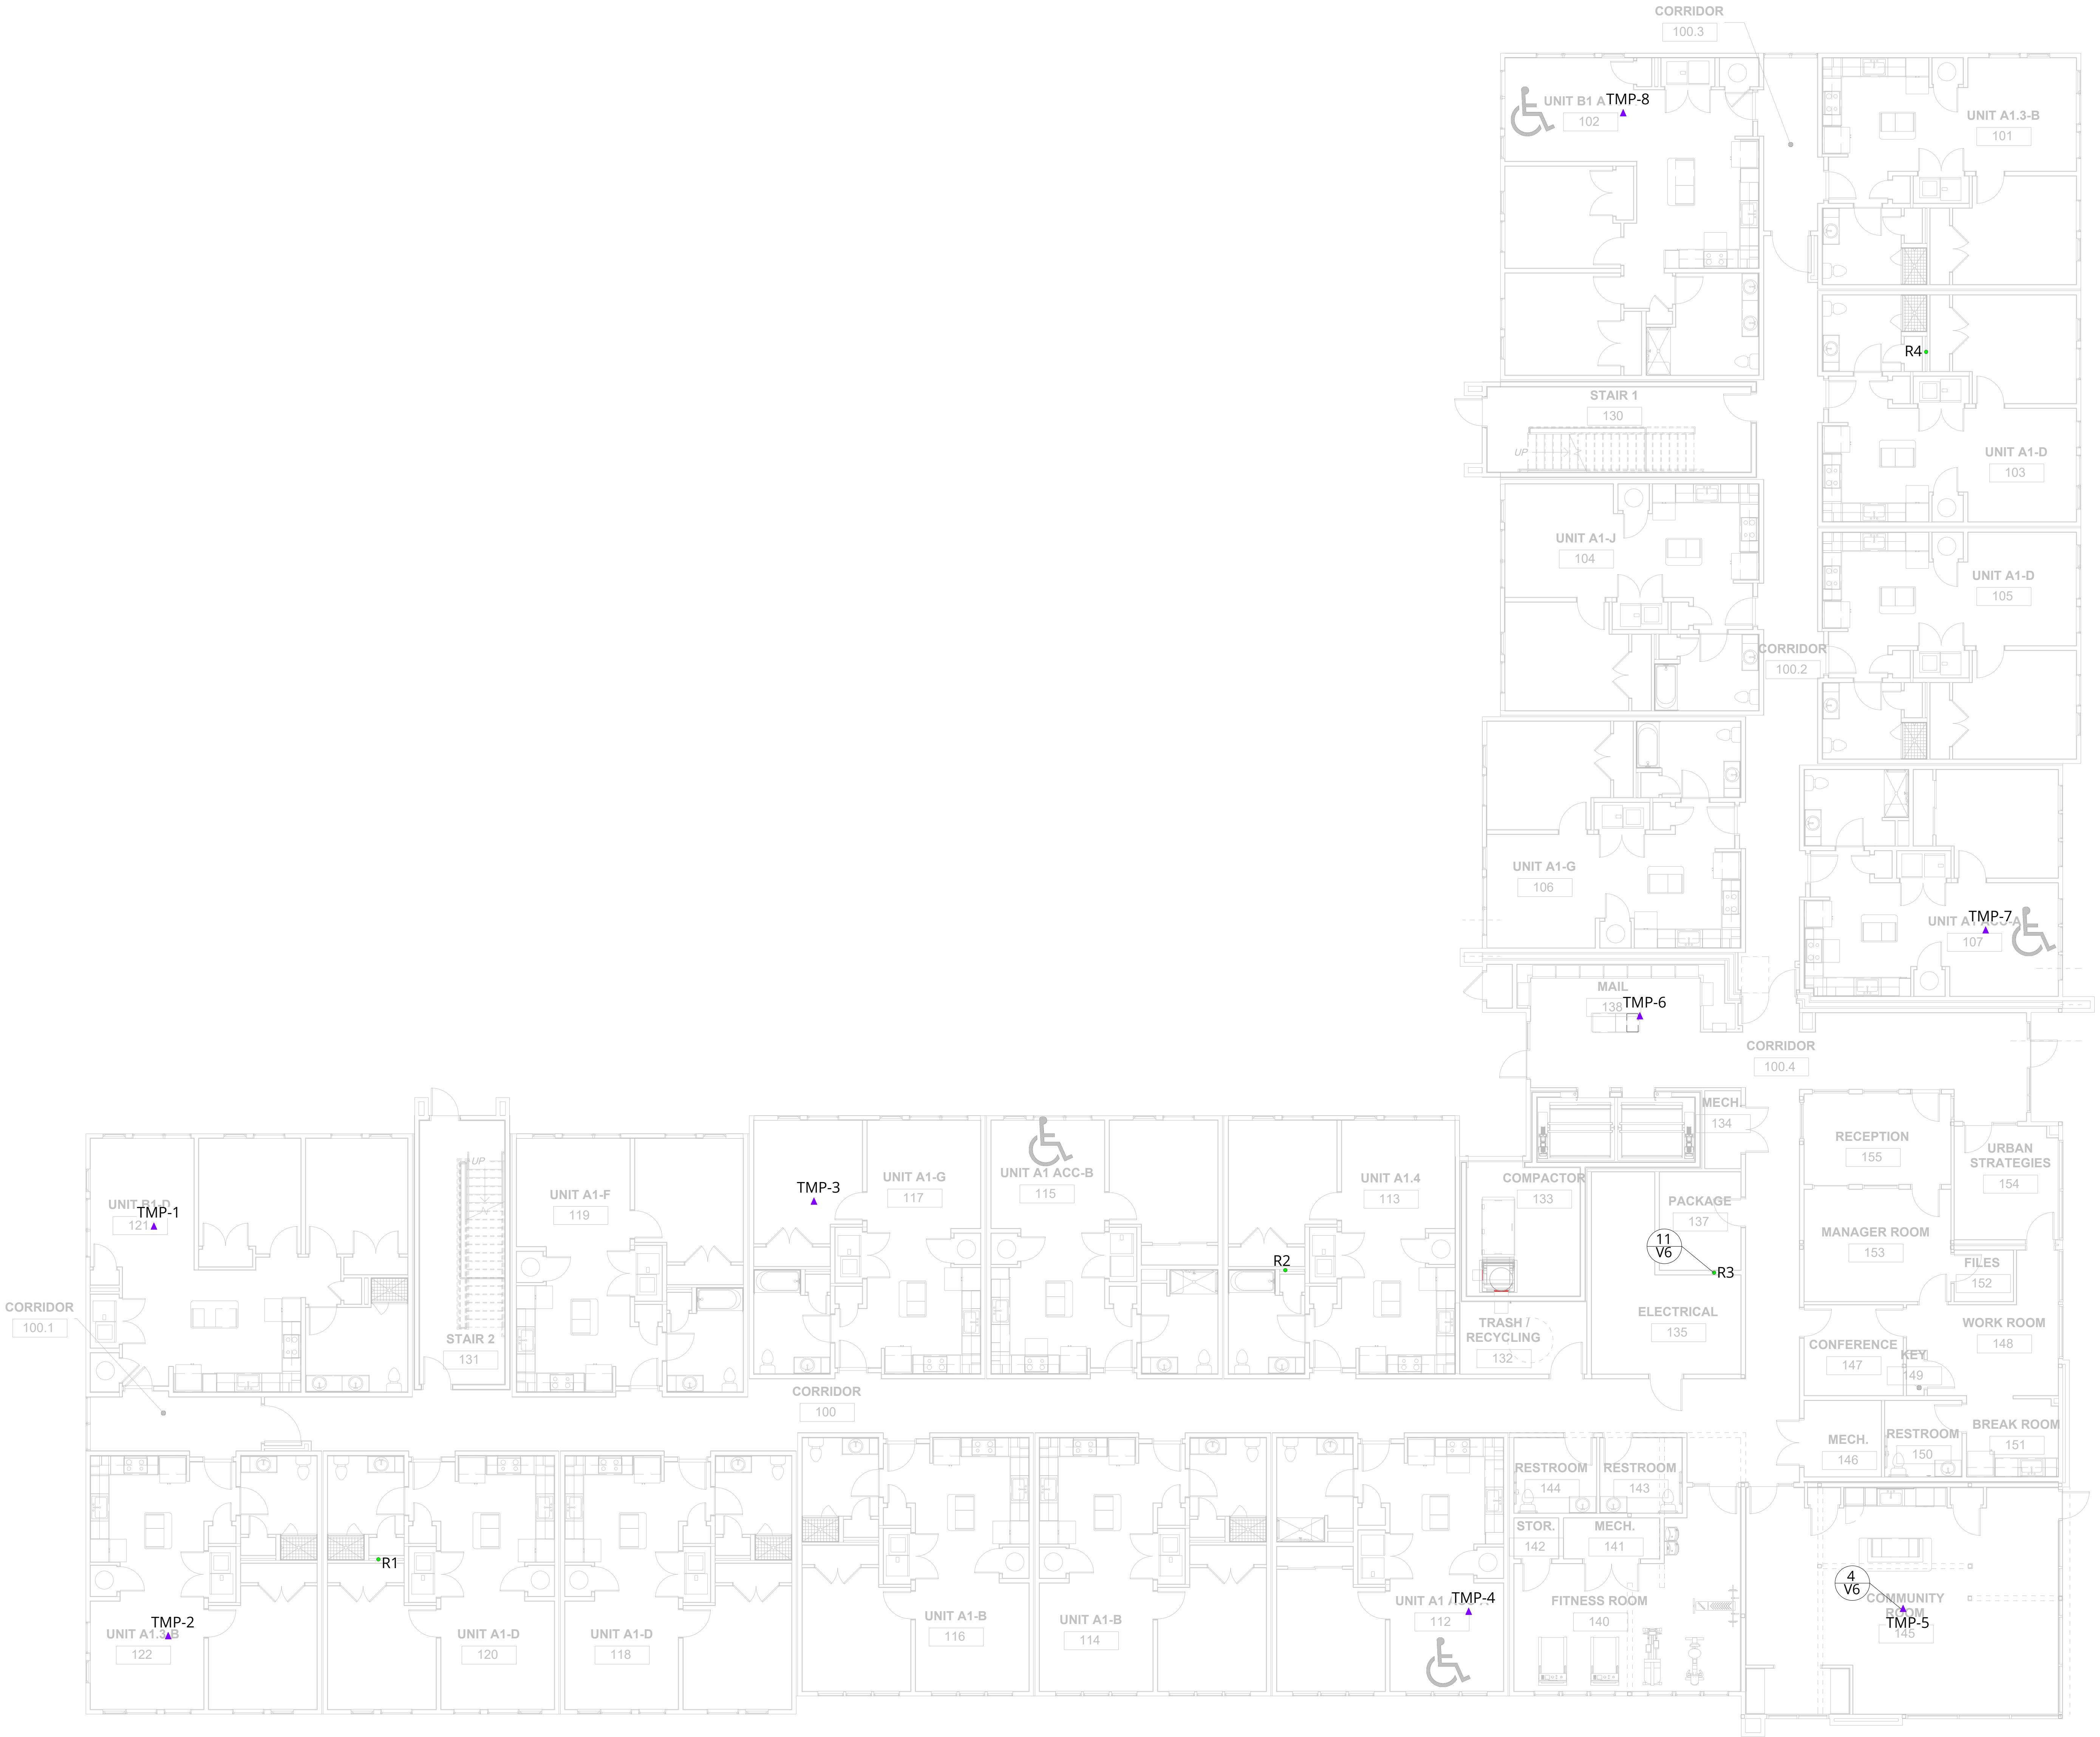 CORRIDOR
100.3
UNIT B1 A
TMP-8
102
UNIT A1.3-B
101
R4
STAIR 1
130
UP
UNIT A1-D
103
UNIT A1-J
104
UNIT A1-D
105
CORRIDOR
100.2
UNIT A1-G
106
TMP-7
UNIT A1 ACC-A
107
MAIL
138
TMP-6
CORRIDOR
100.4
MECH.
134
RECEPTION
155
URBAN
STRATEGIES
154
COMPACTOR
133
PACKAGE
137
MANAGER ROOM
153
FILES
152
11
V6
R3
ELECTRICAL
135
UNIT B1-D
TMP-1
121
UP
STAIR 2
131
UNIT A1-F
119
TMP-3
UNIT A1-G
117
UNIT A1 ACC-B
115
UNIT A1.4
113
R2
TRASH /
RECYCLING
132
CORRIDOR
100.1
WORK ROOM
148
CONFERENCE
147
KEY
149
CORRIDOR
100
MECH.
146
RESTROOM
150
BREAK ROOM
151
RESTROOM
144
RESTROOM
143
STOR.
142
MECH.
141
R1
TMP-2
UNIT A1.3-B
122
UNIT A1-D
120
UNIT A1-D
118
UNIT A1-B
116
UNIT A1-B
114
TMP-4
UNIT A1
112
FITNESS ROOM
140
4
V6
COMMUNITY
ROOM
TMP-5
145